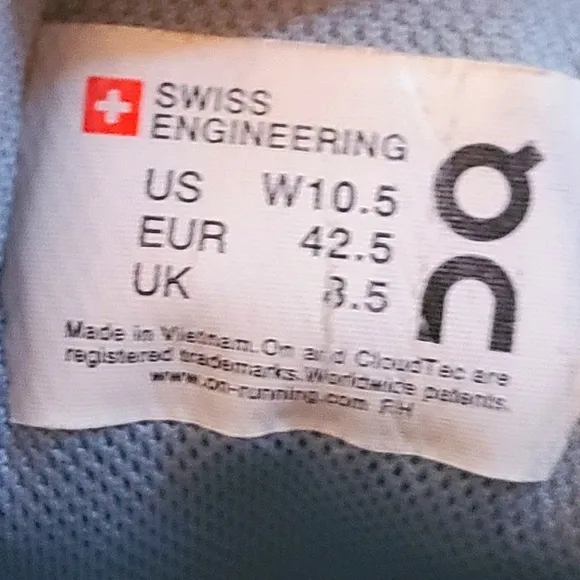 SWISS
ENGINEERING
US W10.5
EUR 42.5
UK 8.5
Made in Vietnam. On and CloudTec are
registered trademarks. Worldwide patents.
www.on-running.com
On